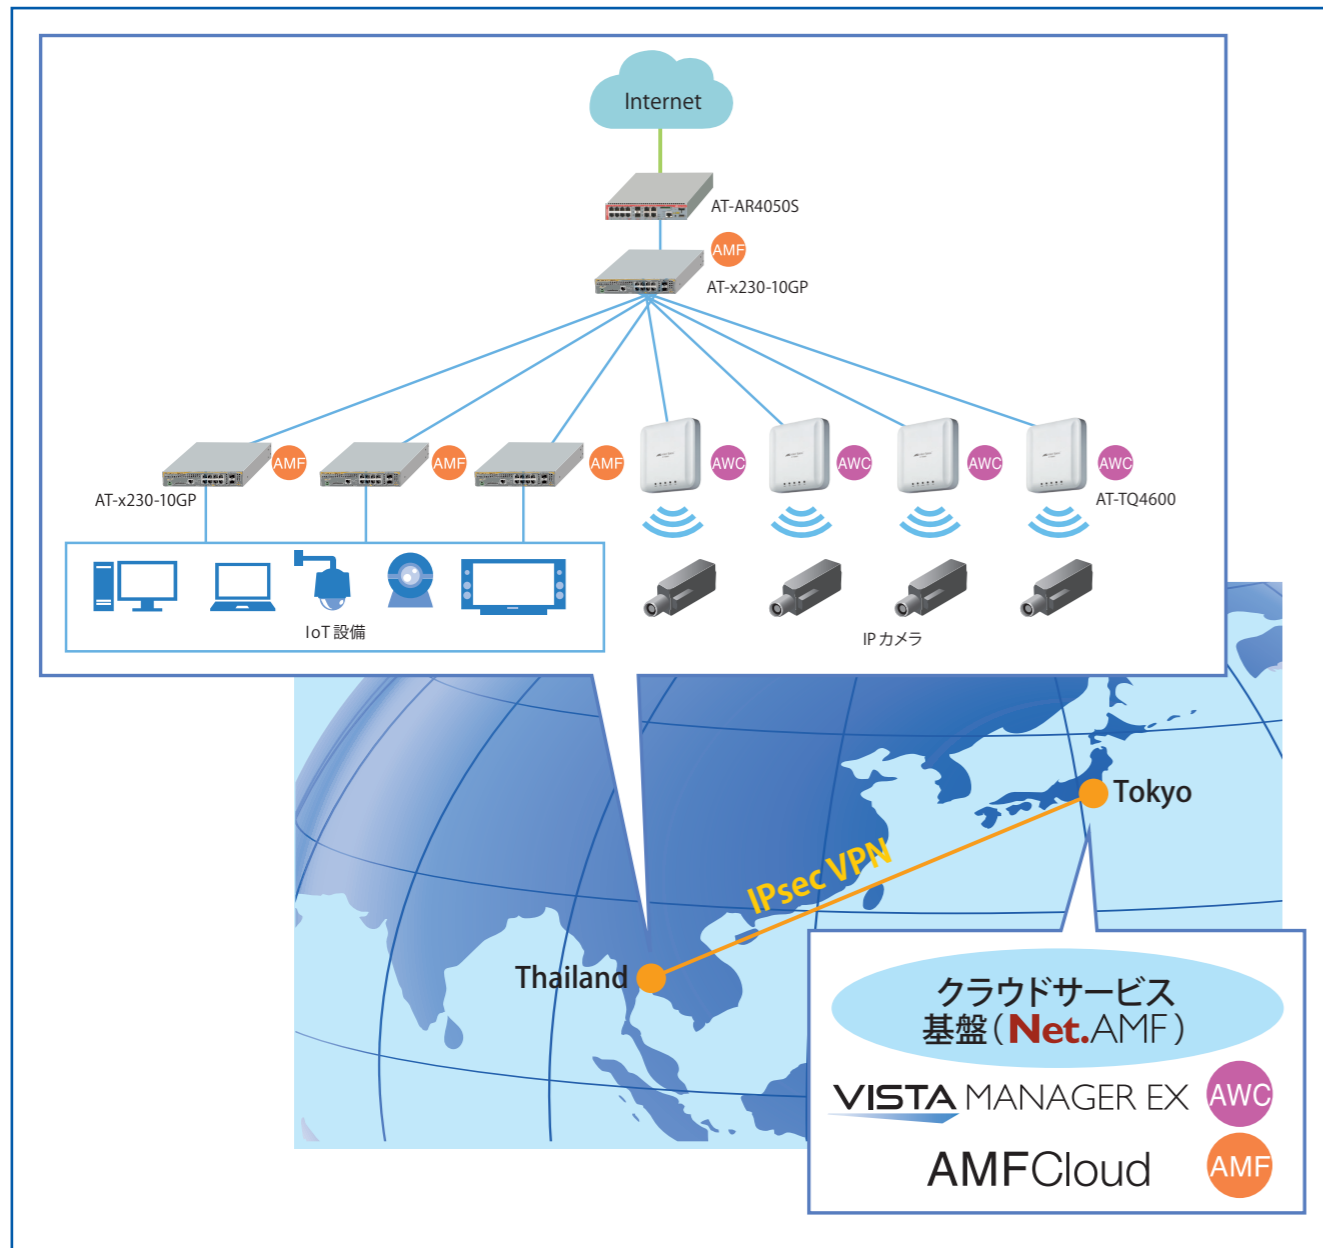 Internet
AT-AR4050S
AMF
AT-x230-10GP
AMF
AMF
AMF
AWC
AWC
AWC
AWC
AT-x230-10GP
AT-TQ4600
IoT 設備
IP カメラ
Tokyo
IPsec VPN
Thailand
クラウドサービス
基盤(Net.AMF)
VISTA MANAGER EX
AWC
AMFCloud
AMF